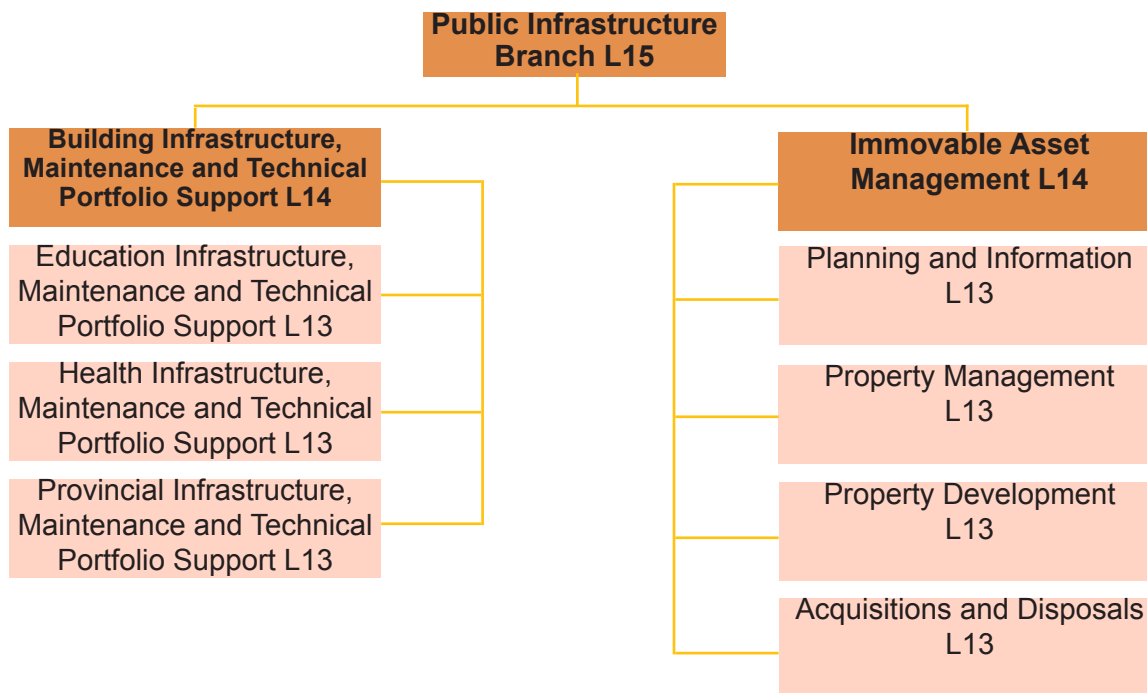 Public Infrastructure
Branch L15
Building Infrastructure,
Maintenance and Technical
Portfolio Support L14
Education Infrastructure,
Maintenance and Technical
Portfolio Support L13
Health Infrastructure,
Maintenance and Technical
Portfolio Support L13
Provincial Infrastructure,
Maintenance and Technical
Portfolio Support L13
Immovable Asset
Management L14
Planning and Information
L13
Property Management
L13
Property Development
L13
Acquisitions and Disposals
L13